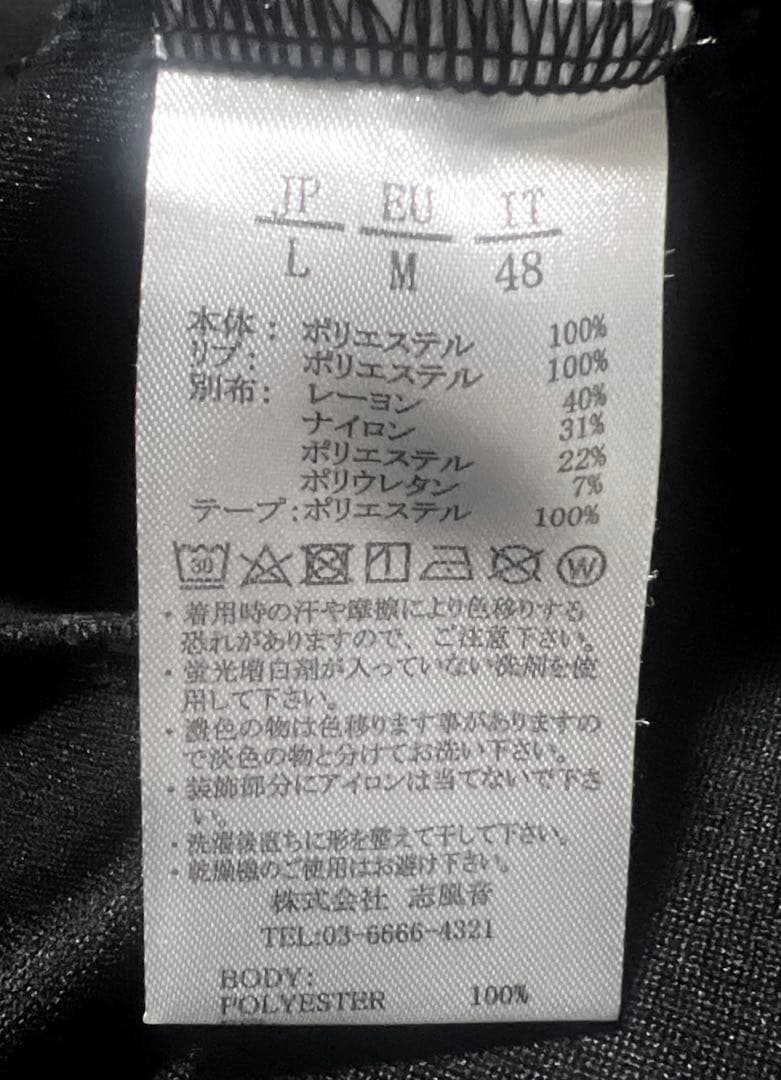 JP EU IT
L M 48
本体: ポリエステル 100%
リブ: ポリエステル 100%
別布: レーヨン 40%
ナイロン 31%
ポリエステル 22%
ポリウレタン 7%
テープ:ポリエステル 100%
30 W
・着用時の汗や摩擦により色移りする
恐れがありますので、ご注意下さい。
・蛍光増白剤が入っていない洗剤を使
用して下さい。
・濃色の物は色移ります事がありますの
で淡色の物と分けてお洗い下さい。
・装飾部分にアイロンは当てないで下さ
い。
・洗濯後直ちに形を整えて干して下さい。
・乾燥機のご使用はお避け下さい。
株式会社 志風音
TEL:03-6666-4321
BODY:
POLYESTER 100%